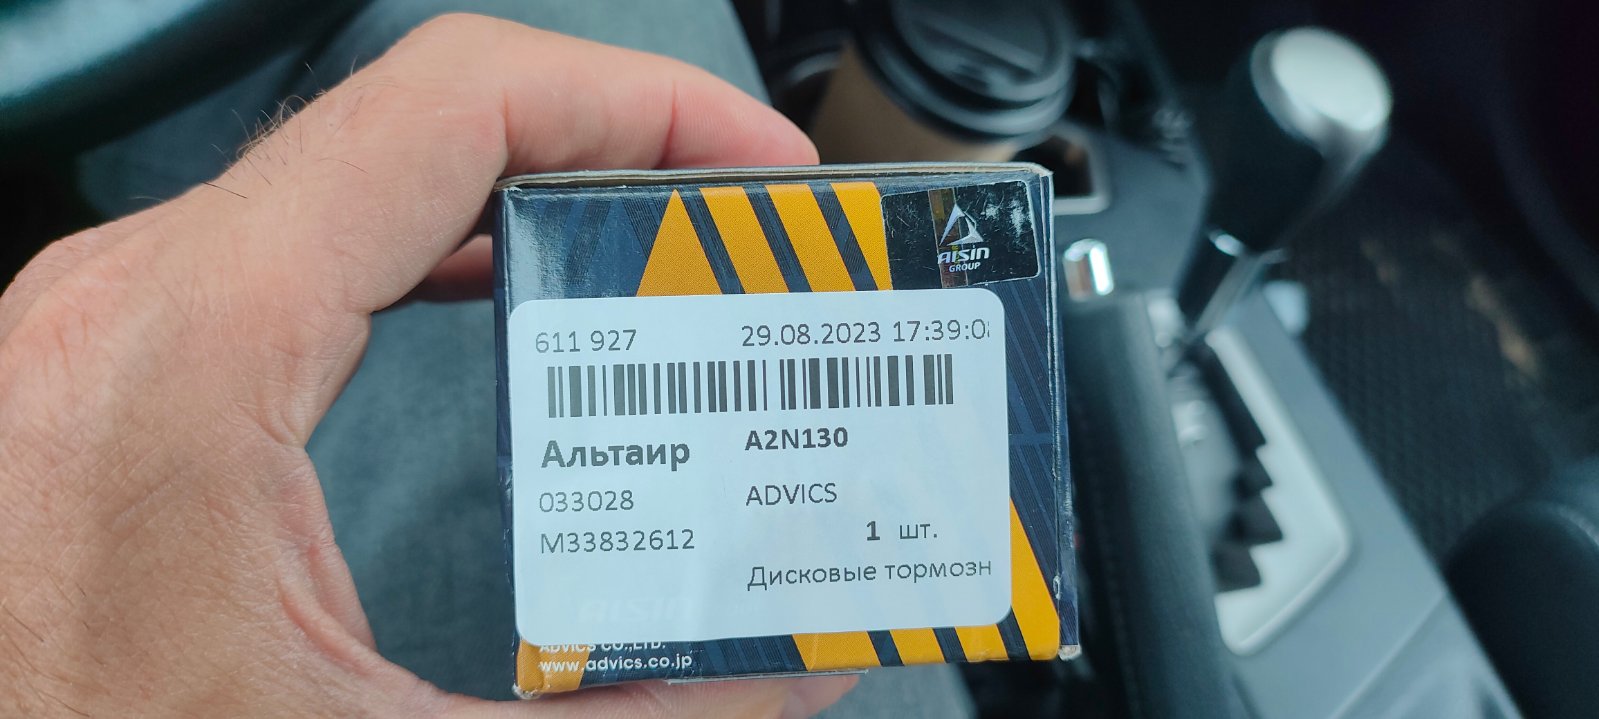 AISIN
GROUP
611 927 29.08.2023 17:39:0
Альтаир A2N130
033028 ADVICS
M33832612 1 шт.
Дисковые тормозн
ADVICS CO.,LTD.
www.advics.co.jp